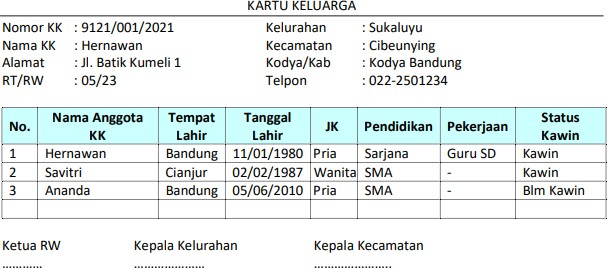 KARTU KELUARGA
Nomor KK : 9121/001/2021 Kelurahan : Sukaluyu
Nama KK : Hernawan Kecamatan : Cibeunying
Alamat : Jl. Batik Kumeli 1 Kodya/Kab : Kodya Bandung
RT/RW : 05/23 Telpon : 022-2501234
No. Nama Anggota KK Tempat Lahir Tanggal Lahir JK Pendidikan Pekerjaan Status Kawin
1 Hernawan Bandung 11/01/1980 Pria Sarjana Guru SD Kawin
2 Savitri Cianjur 02/02/1987 Wanita SMA - Kawin
3 Ananda Bandung 05/06/2010 Pria SMA - Blm Kawin
Ketua RW Kepala Kelurahan Kepala Kecamatan
………… ………………… …………………..